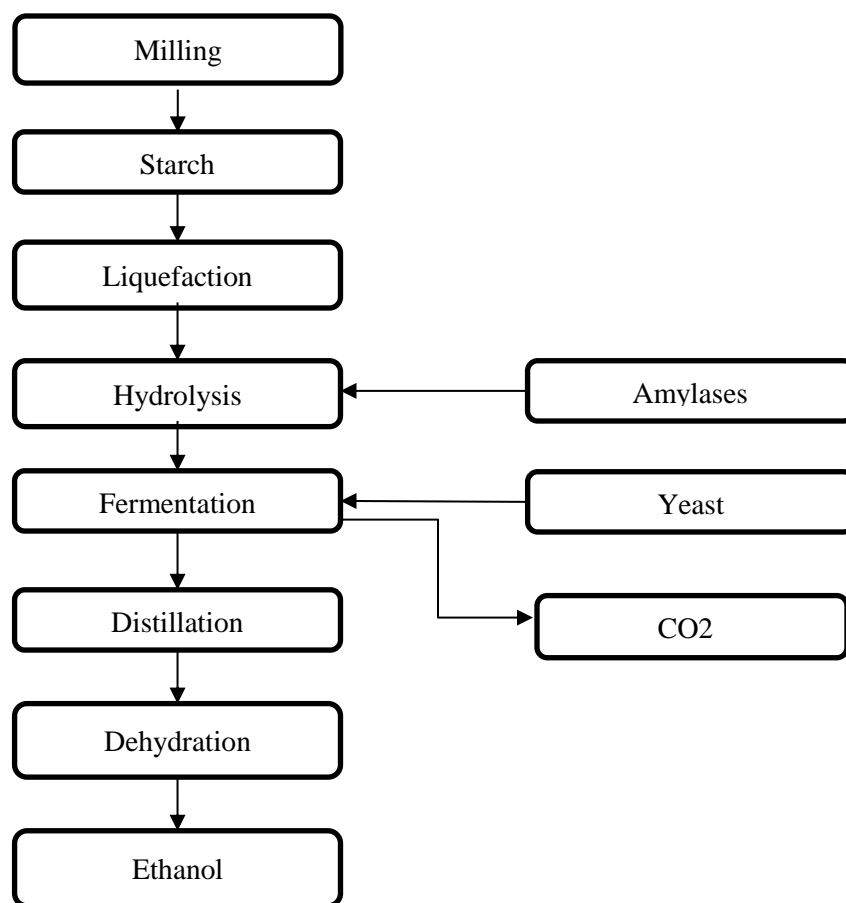 Milling
Starch
Liquefaction
Hydrolysis
Amylases
Fermentation
Yeast
Distillation
CO2
Dehydration
Ethanol